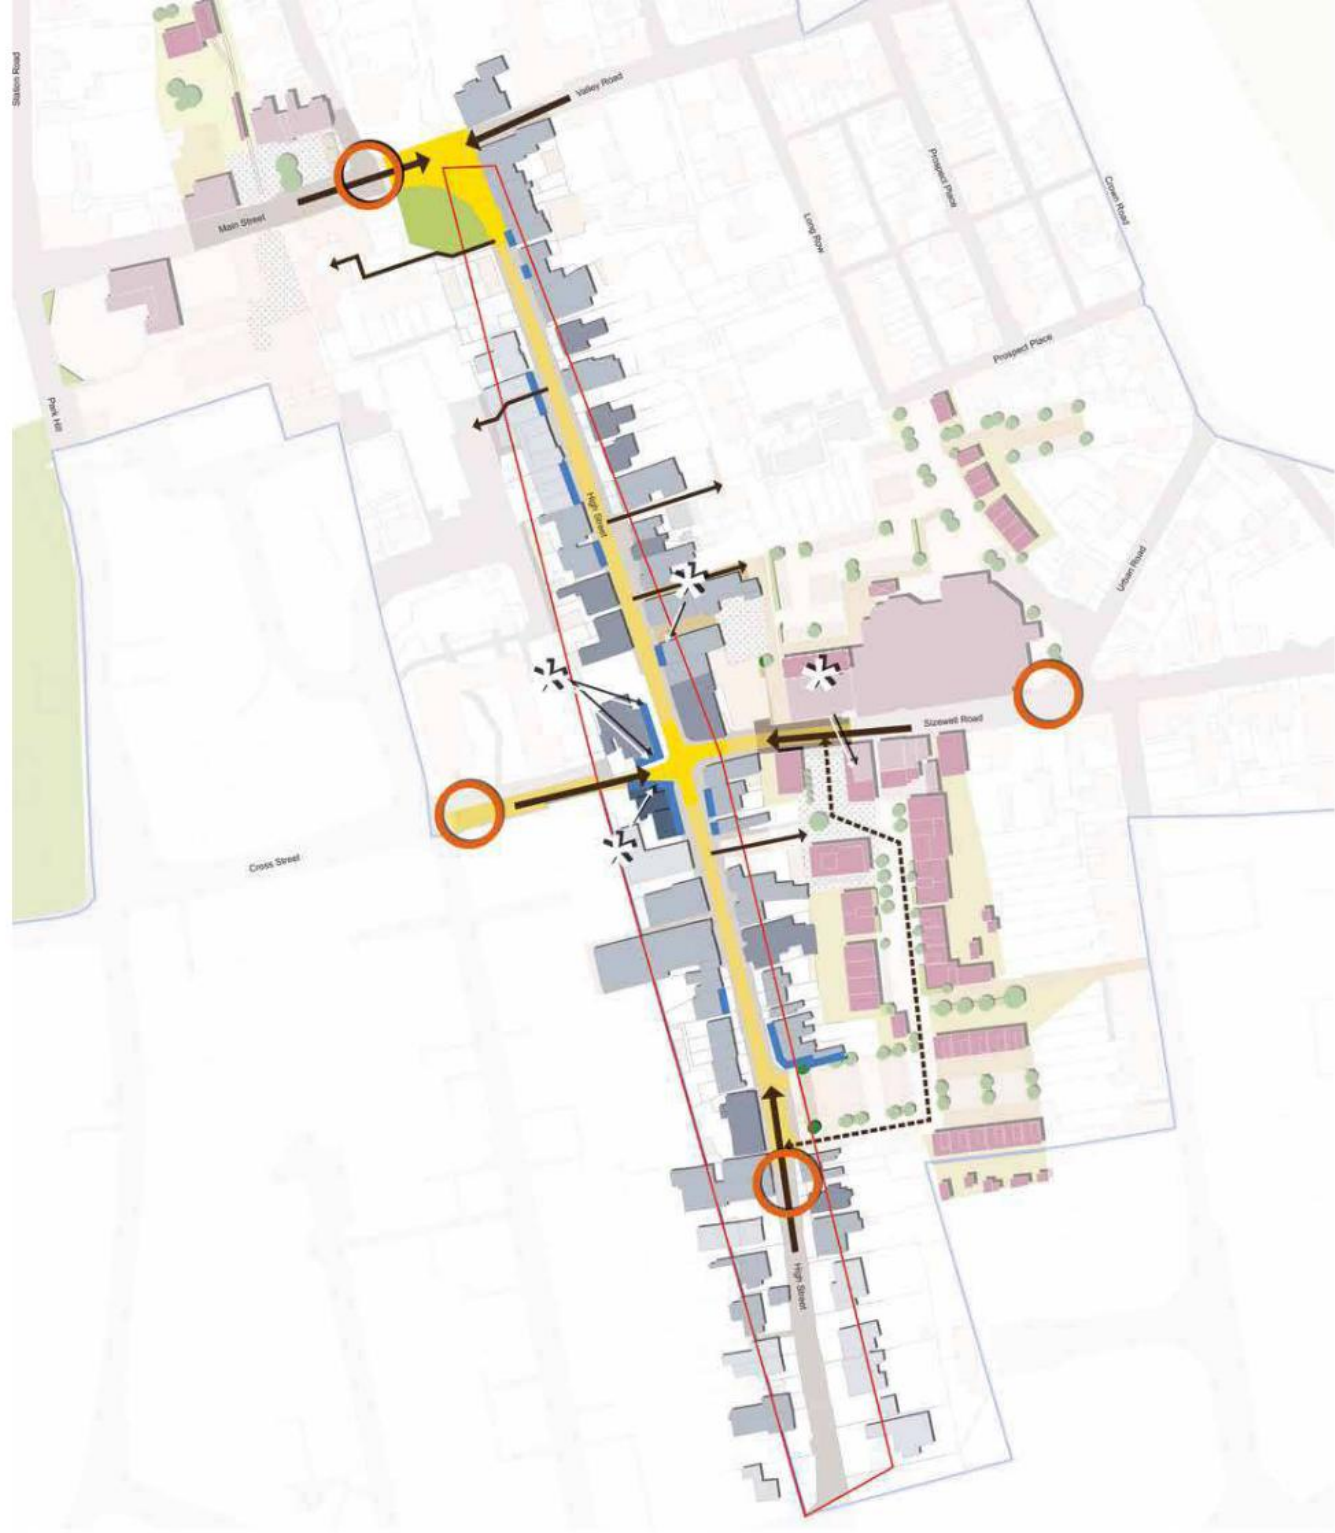 Station Road
Valley Road
Main Street
Prospect Place
Crown Road
Long Row
Prospect Place
Park Hill
High Street
Urban Road
Sizewell Road
Cross Street
High Street